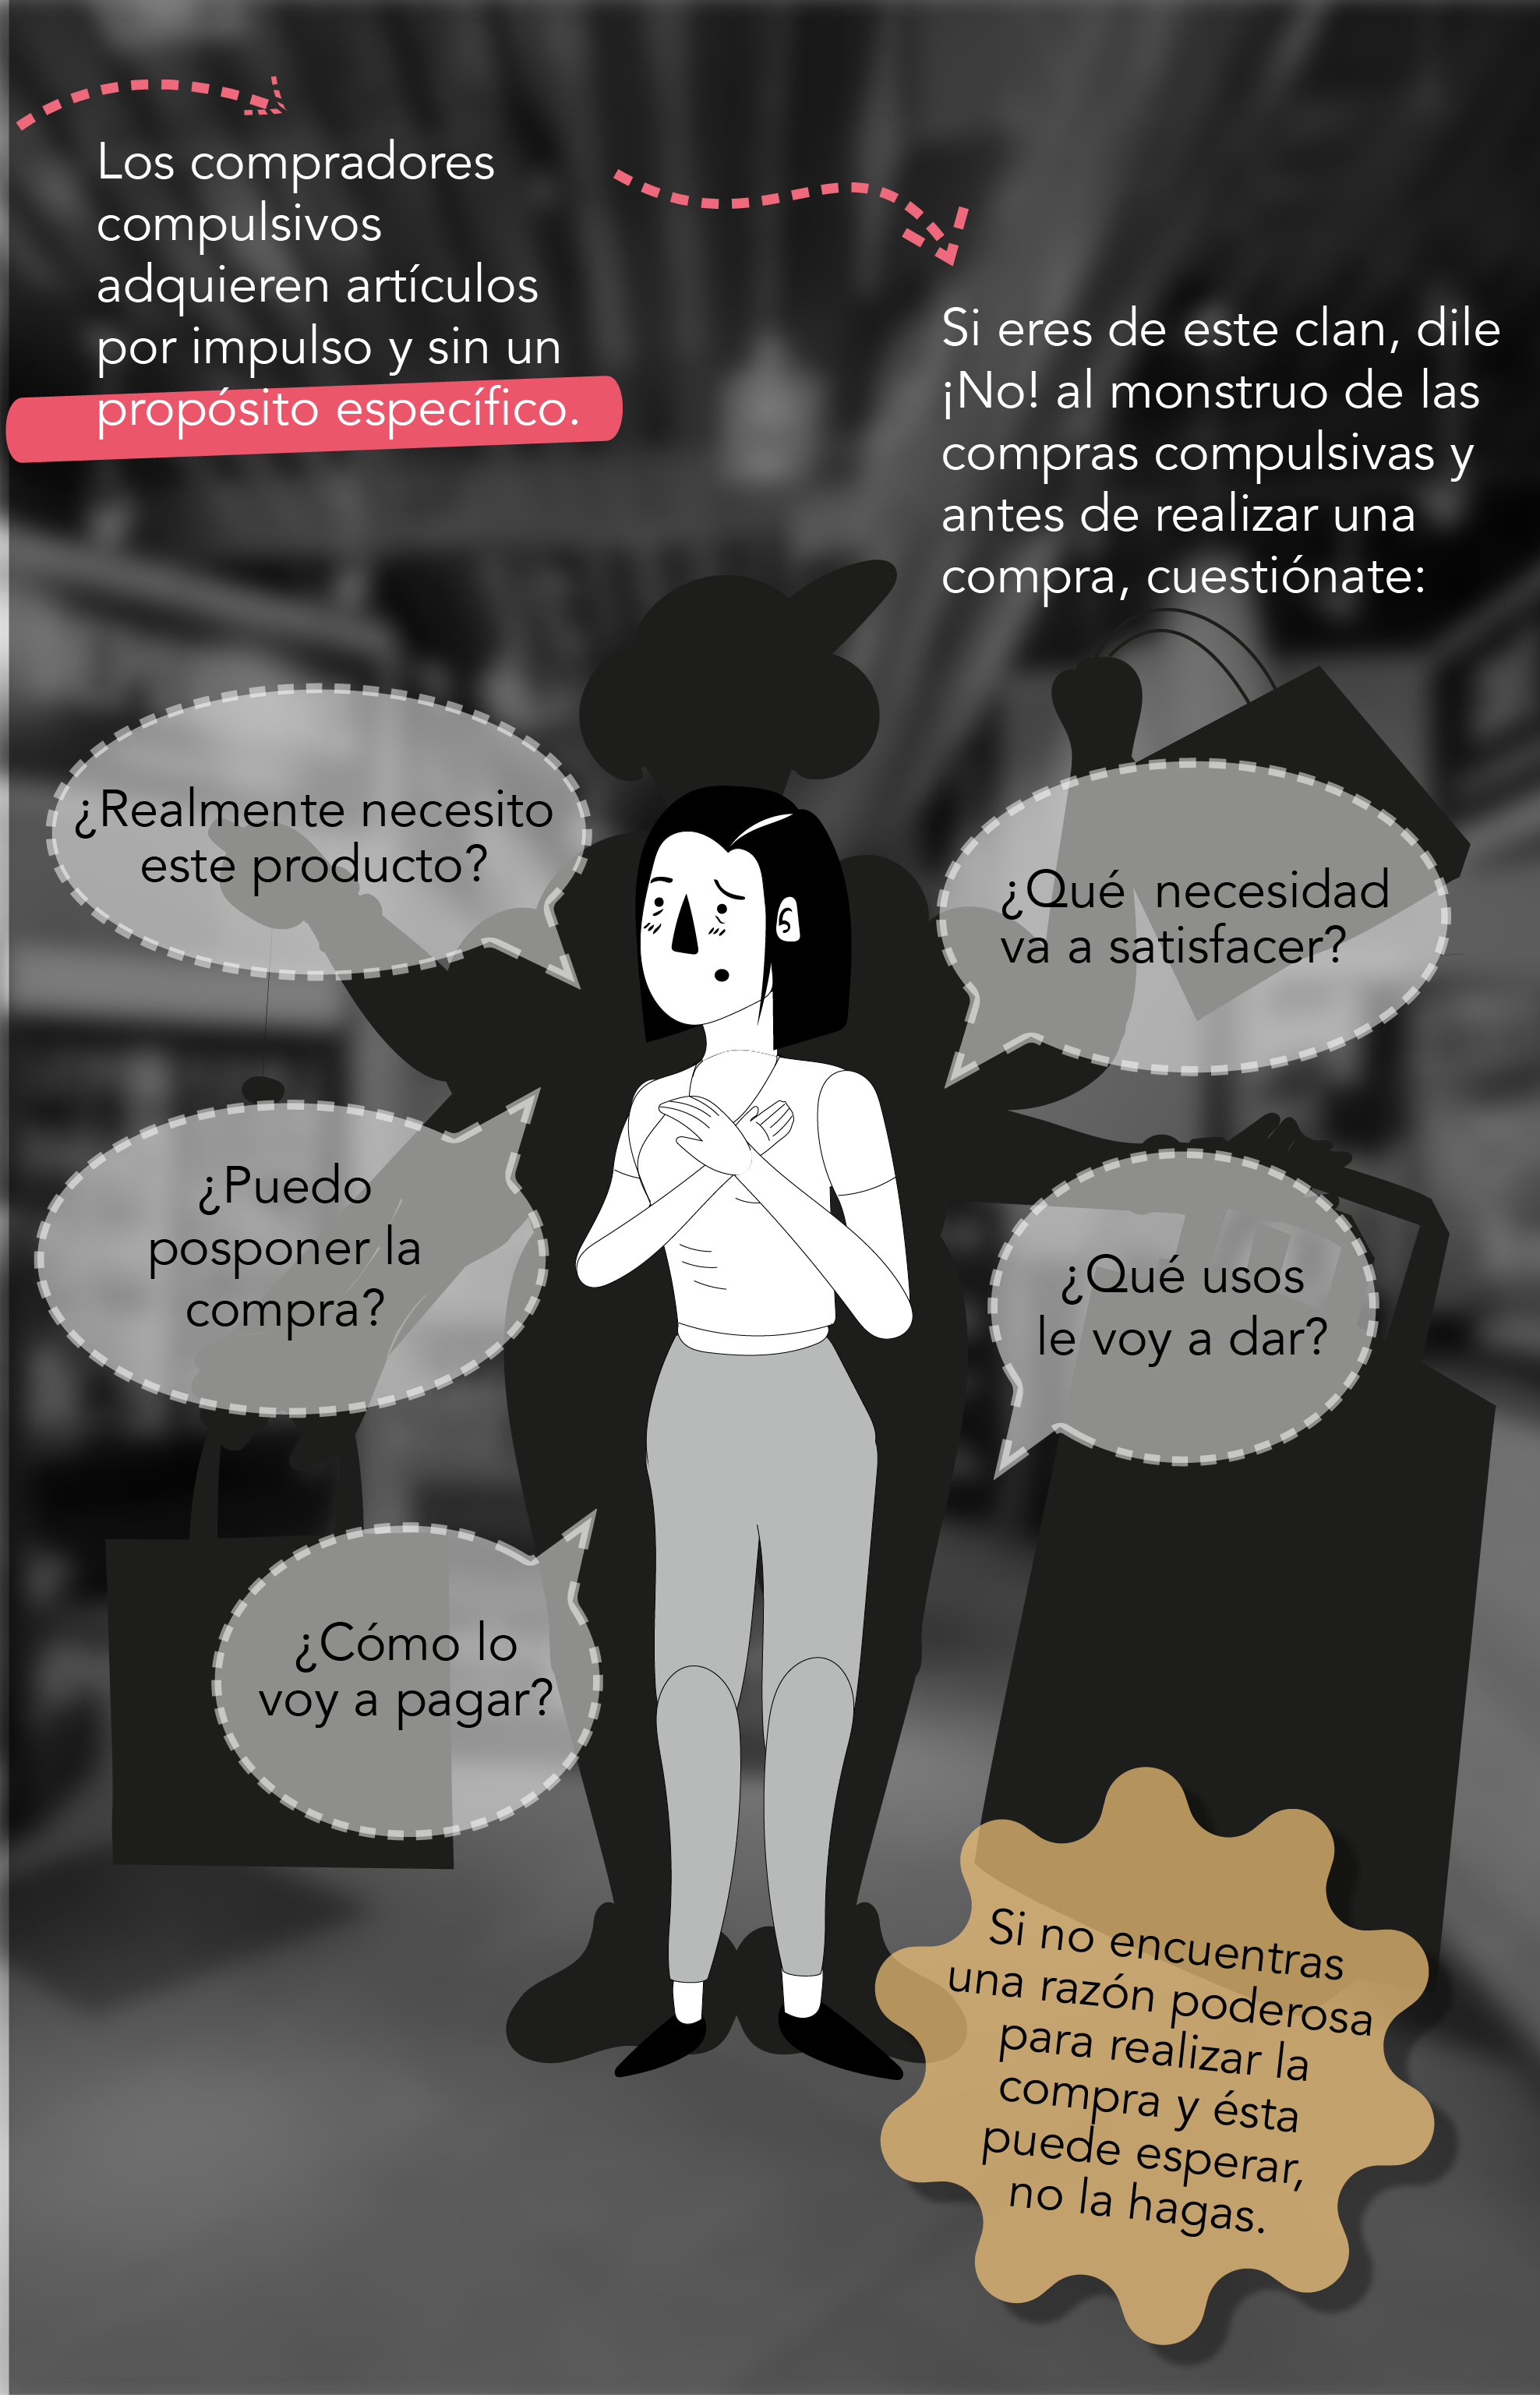 Los compradores
compulsivos
adquieren artículos
por impulso y sin un
propósito específico.
Si eres de este clan, dile
¡No! al monstruo de las
compras compulsivas y
antes de realizar una
compra, cuestiónate:
¿Realmente necesito
este producto?
¿Qué necesidad
va a satisfacer?
¿Puedo
posponer la
compra?
¿Qué usos
le voy a dar?
¿Cómo lo
voy a pagar?
Si no encuentras
una razón poderosa
para realizar la
compra y ésta
puede esperar,
no la hagas.